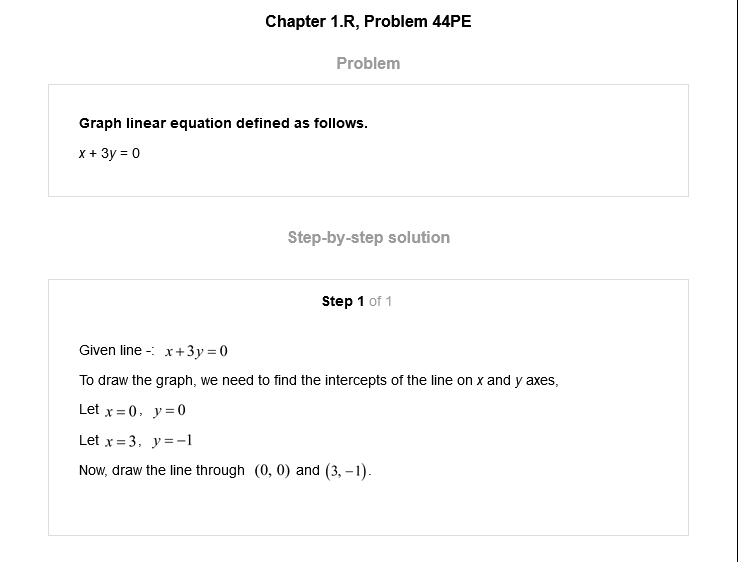 Chapter 1.R, Problem 44PE
Problem
Graph linear equation defined as follows.
x + 3y = 0
Step-by-step solution
Step 1 of 1
Given line -: x+3y=0
To draw the graph, we need to find the intercepts of the line on x and y axes,
Let x=0, y=0
Let x=3, y=−1
Now, draw the line through (0, 0) and (3, −1).